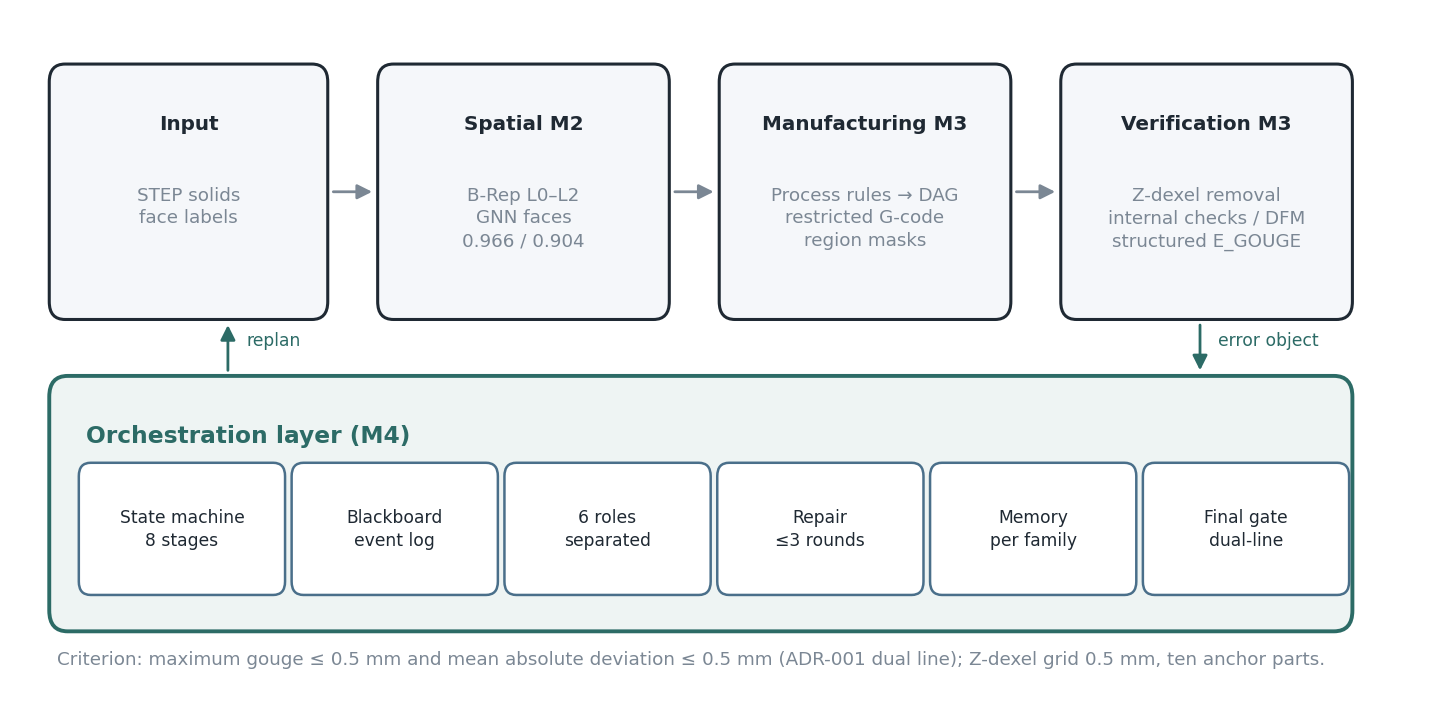 Input
STEP solids
face labels
Spatial M2
B-Rep L0–L2
GNN faces
0.966 / 0.904
Manufacturing M3
Process rules → DAG
restricted G-code
region masks
Verification M3
Z-dexel removal
internal checks / DFM
structured E_GOUGE
replan
error object
Orchestration layer (M4)
State machine
8 stages
Blackboard
event log
6 roles
separated
Repair
≤3 rounds
Memory
per family
Final gate
dual-line
Criterion: maximum gouge ≤ 0.5 mm and mean absolute deviation ≤ 0.5 mm (ADR-001 dual line); Z-dexel grid 0.5 mm, ten anchor parts.